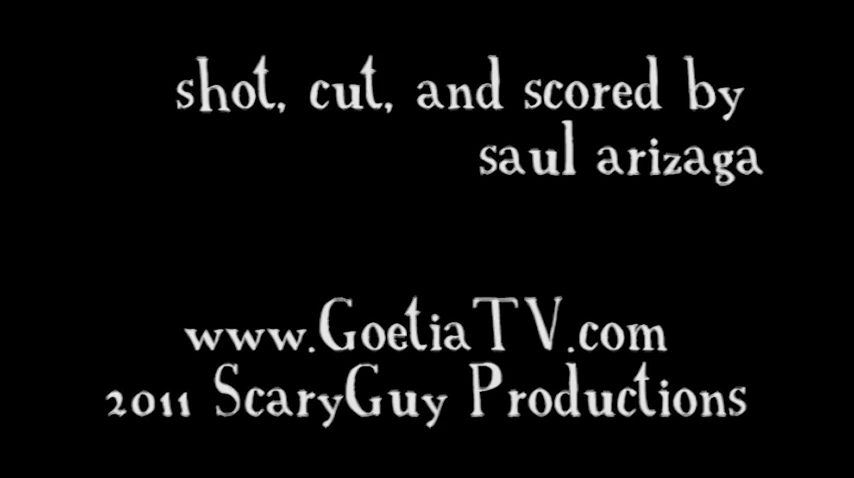 shot, cut, and scored by
saul arizaga
www.GoetiaTV.com
2011 ScaryGuy Productions